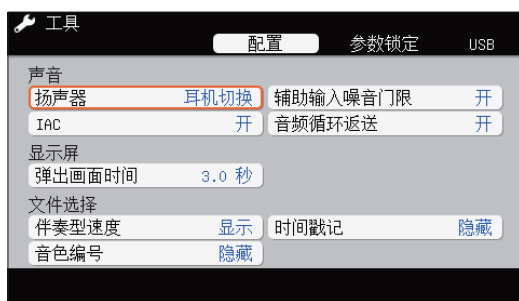 工具
配置 参数锁定 USB
声音
扬声器 耳机切换 辅助输入噪音门限 开
IAC 开 音频循环返送 开
显示屏
弹出画面时间 3.0 秒
文件选择
伴奏型速度 显示 时间戳记 隐藏
音色编号 隐藏